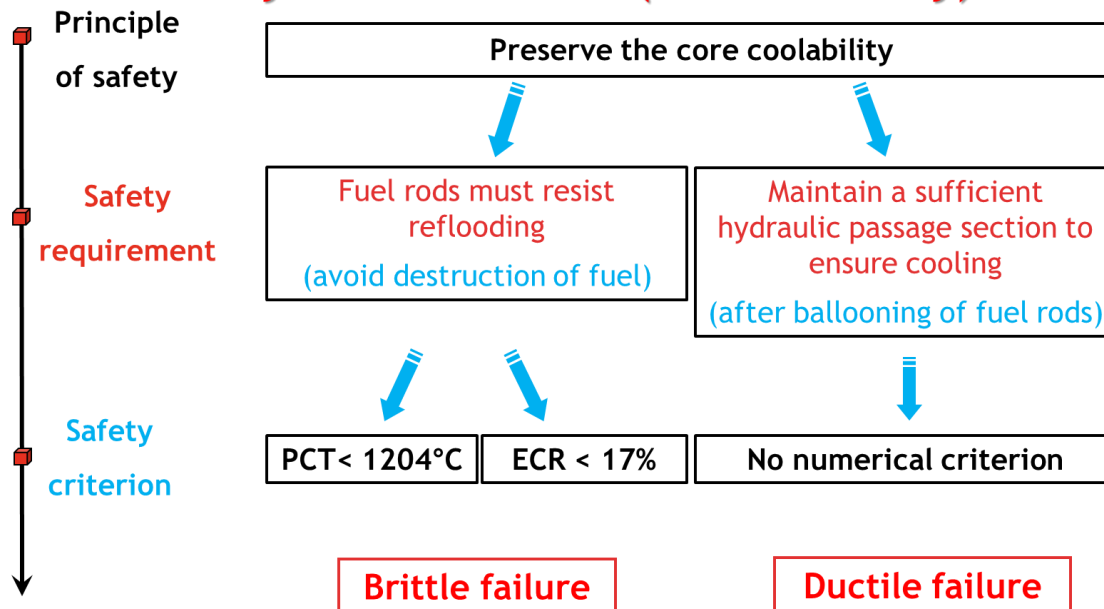 Principle
of safety
Preserve the core coolability
Safety
requirement
Fuel rods must resist
reflooding
(avoid destruction of fuel)
Maintain a sufficient
hydraulic passage section to
ensure cooling
(after ballooning of fuel rods)
Safety
criterion
PCT< 1204°C
ECR < 17%
No numerical criterion
Brittle failure
Ductile failure